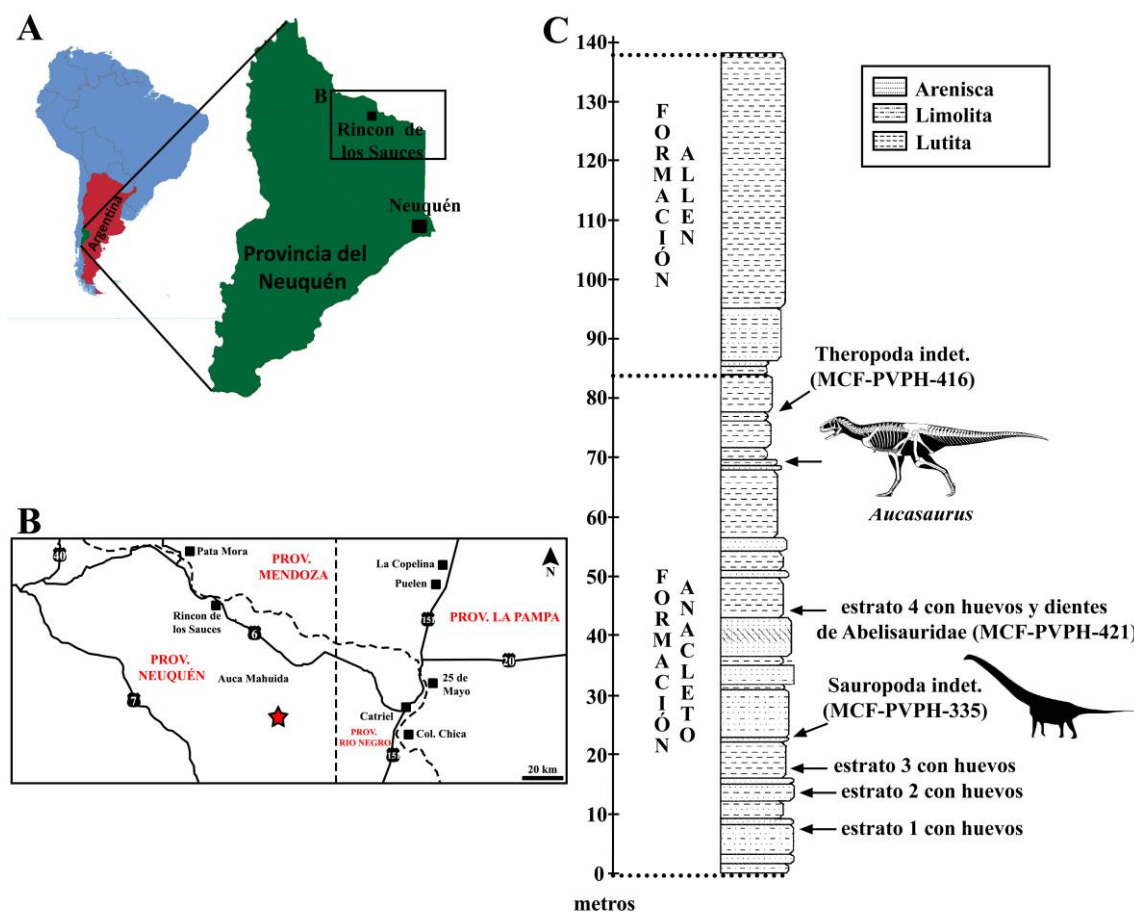 A
Argentina
B
Rincon de
los Sauces
Neuquén
Provincia del
Neuquén
B
40
Pata Mora
PROV.
MENDOZA
La Copelina
Puelen
N
Rincon de
los Sauces
6
151
PROV. LA PAMPA
20
PROV.
NEUQUÉN
Auca Mahuida
7
25 de
Mayo
Catriel
PROV.
RIO NEGRO
Col. Chica
151
20 km
C
140
130
120
110
100
90
80
70
60
50
40
30
20
10
0
metros
FORMACIÓN
ALLEN
FORMACIÓN
ANACLETO
Arenisca
Limolita
Lutita
Theropoda indet.
(MCF-PVPH-416)
Aucasaurus
estrato 4 con huevos y dientes
de Abelisauridae (MCF-PVPH-421)
Sauropoda indet.
(MCF-PVPH-335)
estrato 3 con huevos
estrato 2 con huevos
estrato 1 con huevos